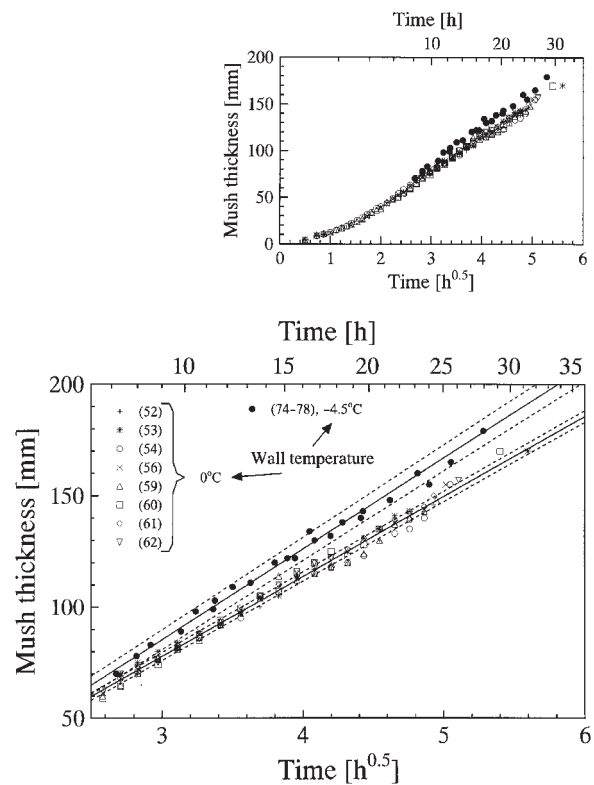 Time [h]
10 20 30
200
150
100
50
0
Mush thickness [mm]
0 1 2 3 4 5 6
Time [h^0.5]
Time [h]
10 15 20 25 30 35
200
150
100
50
Mush thickness [mm]
(52)
(53)
(54)
(56)
(59)
(60)
(61)
(62)
0°C
(74–78), –4.5°C
Wall temperature
3 4 5 6
Time [h^0.5]